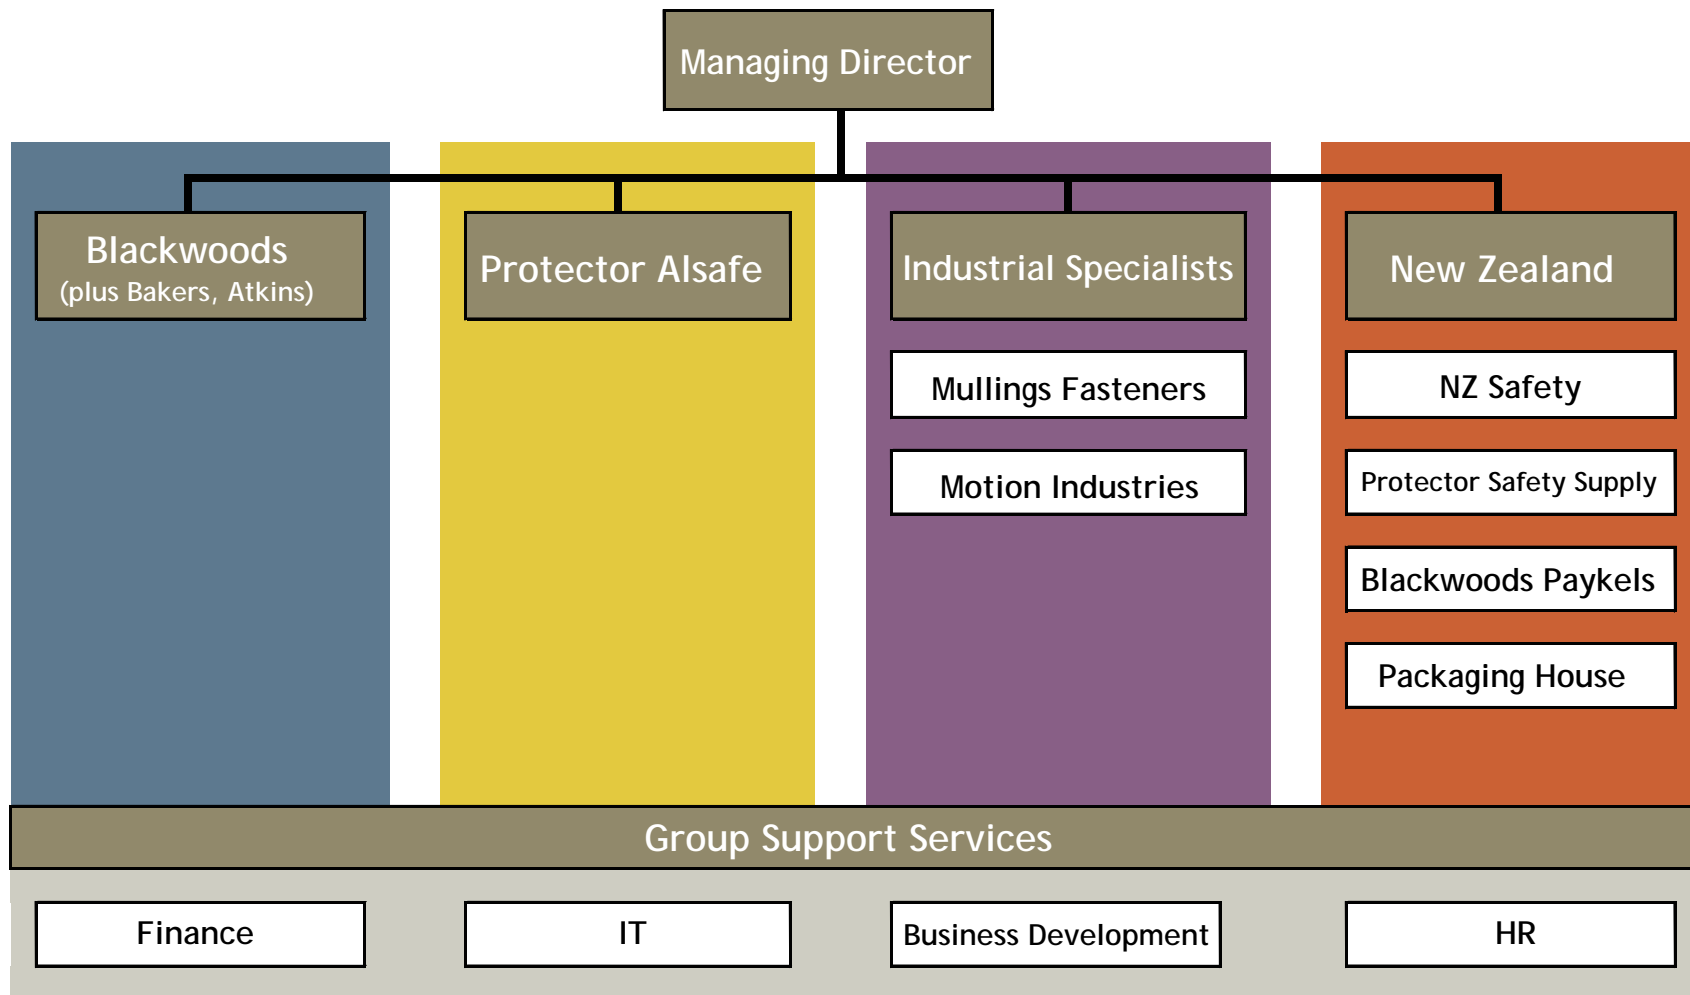 Managing Director
Blackwoods
(plus Bakers, Atkins)
Protector Alsafe
Industrial Specialists
New Zealand
Mullings Fasteners
NZ Safety
Motion Industries
Protector Safety Supply
Blackwoods Paykels
Packaging House
Group Support Services
Finance
IT
Business Development
HR